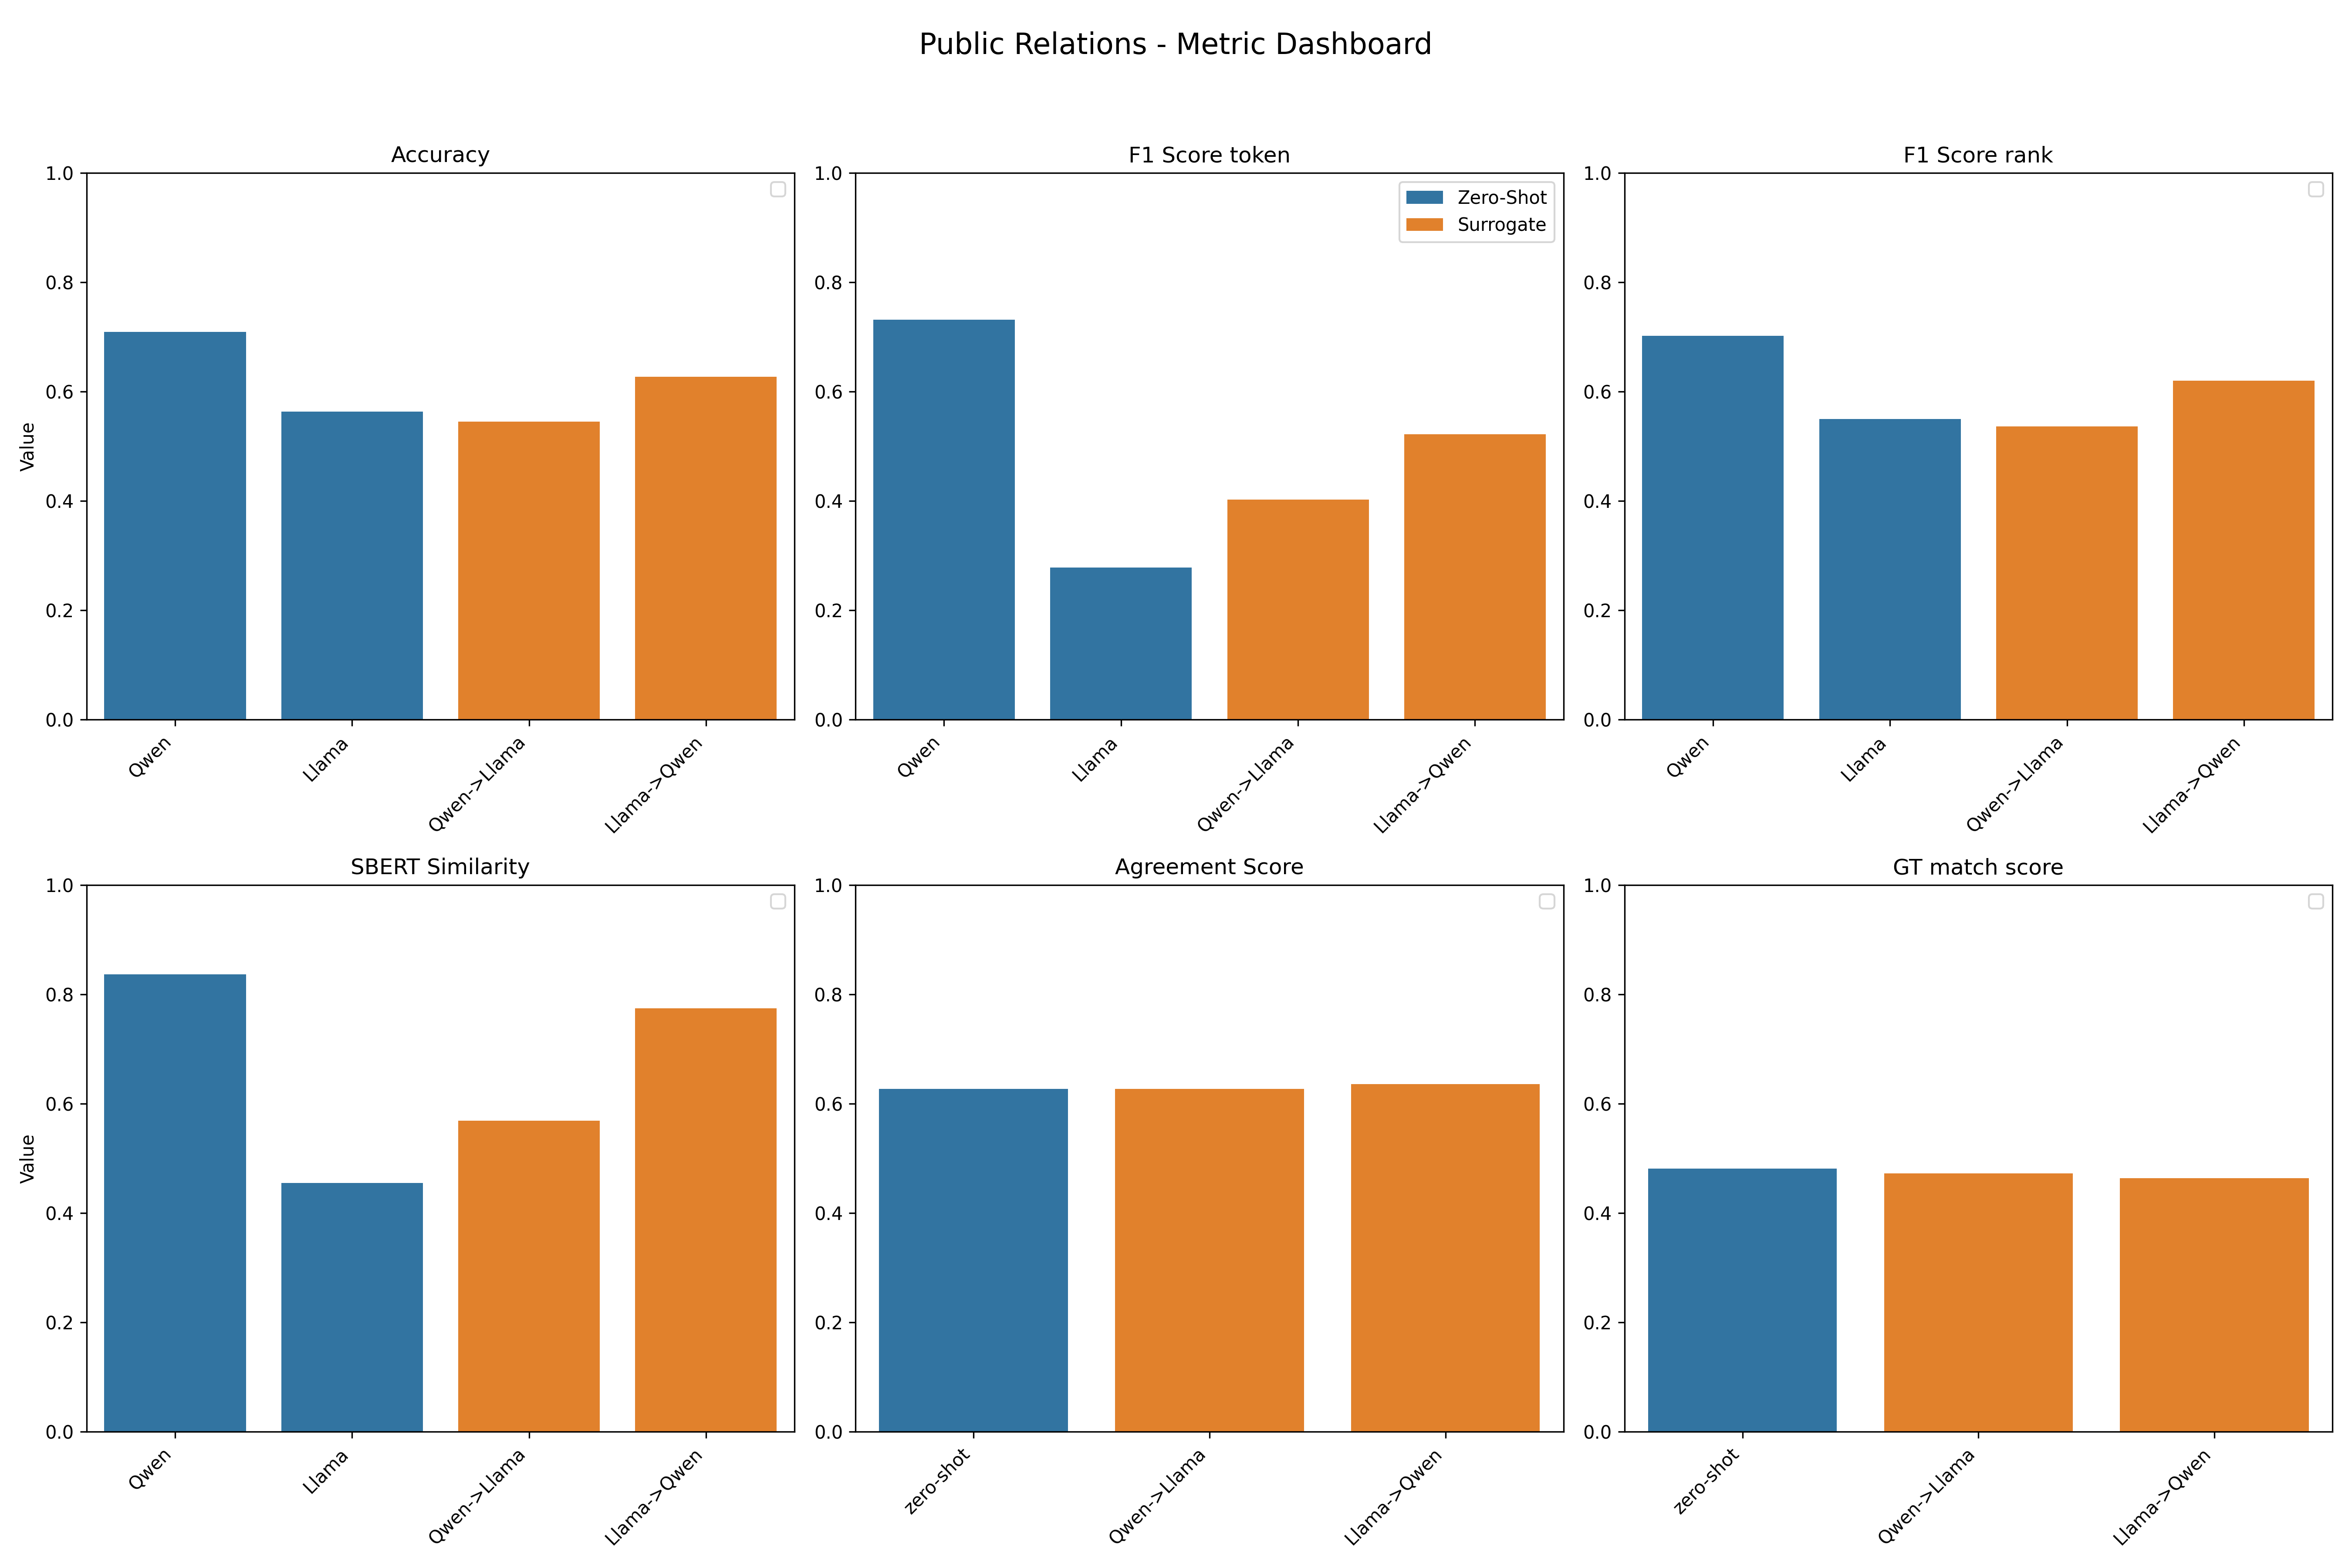 Public Relations - Metric Dashboard
Accuracy
Value
1.0
0.8
0.6
0.4
0.2
0.0
Qwen
Llama
Qwen->Llama
Llama->Qwen
F1 Score token
Zero-Shot
Surrogate
1.0
0.8
0.6
0.4
0.2
0.0
Qwen
Llama
Qwen->Llama
Llama->Qwen
F1 Score rank
1.0
0.8
0.6
0.4
0.2
0.0
Qwen
Llama
Qwen->Llama
Llama->Qwen
SBERT Similarity
Value
1.0
0.8
0.6
0.4
0.2
0.0
Qwen
Llama
Qwen->Llama
Llama->Qwen
Agreement Score
1.0
0.8
0.6
0.4
0.2
0.0
zero-shot
Qwen->Llama
Llama->Qwen
GT match score
1.0
0.8
0.6
0.4
0.2
0.0
zero-shot
Qwen->Llama
Llama->Qwen